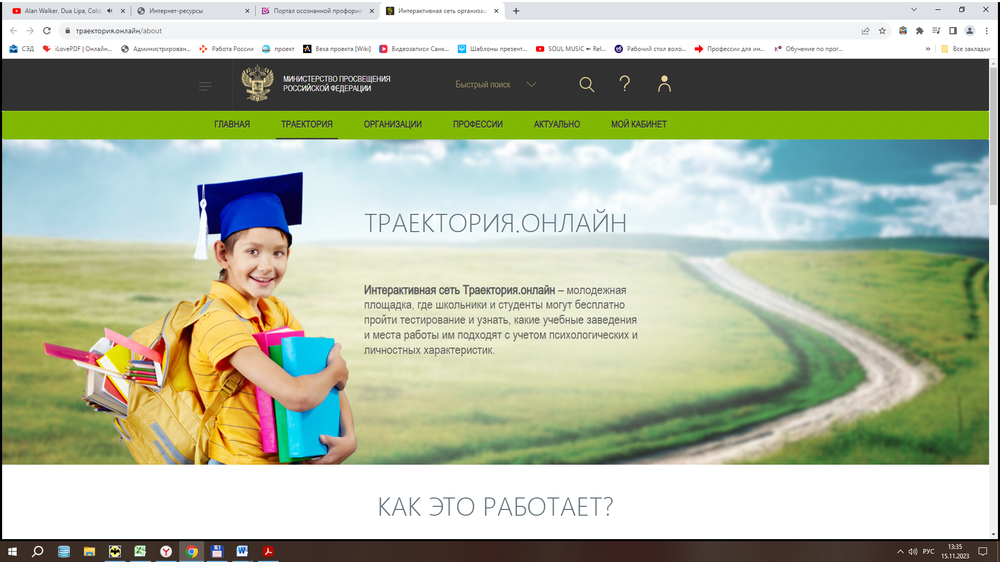 Alan Walker, Dua Lipa, Cold
Интернет-ресурсы
Портал осознанной профорие
Интерактивная сеть организац
траектория.онлайн/about
СЭД
iLovePDF | Онлайн...
Администрирован...
Работа России
проект
Веха проекта [Wiki]
Видеозаписи Санк...
Шаблоны презент...
SOUL MUSIC ► Rel...
Рабочий стол воло...
Профессии для ин...
Обучение по прог...
»
Все закладки
МИНИСТЕРСТВО ПРОСВЕЩЕНИЯ
РОССИЙСКОЙ ФЕДЕРАЦИИ
Быстрый поиск
ГЛАВНАЯ
ТРАЕКТОРИЯ
ОРГАНИЗАЦИИ
ПРОФЕССИИ
АКТУАЛЬНО
МОЙ КАБИНЕТ
ТРАЕКТОРИЯ.ОНЛАЙН
Интерактивная сеть Траектория.онлайн – молодежная
площадка, где школьники и студенты могут бесплатно
пройти тестирование и узнать, какие учебные заведения
и места работы им подходят с учетом психологических и
личностных характеристик.
КАК ЭТО РАБОТАЕТ?
РУС
13:35
15.11.2023